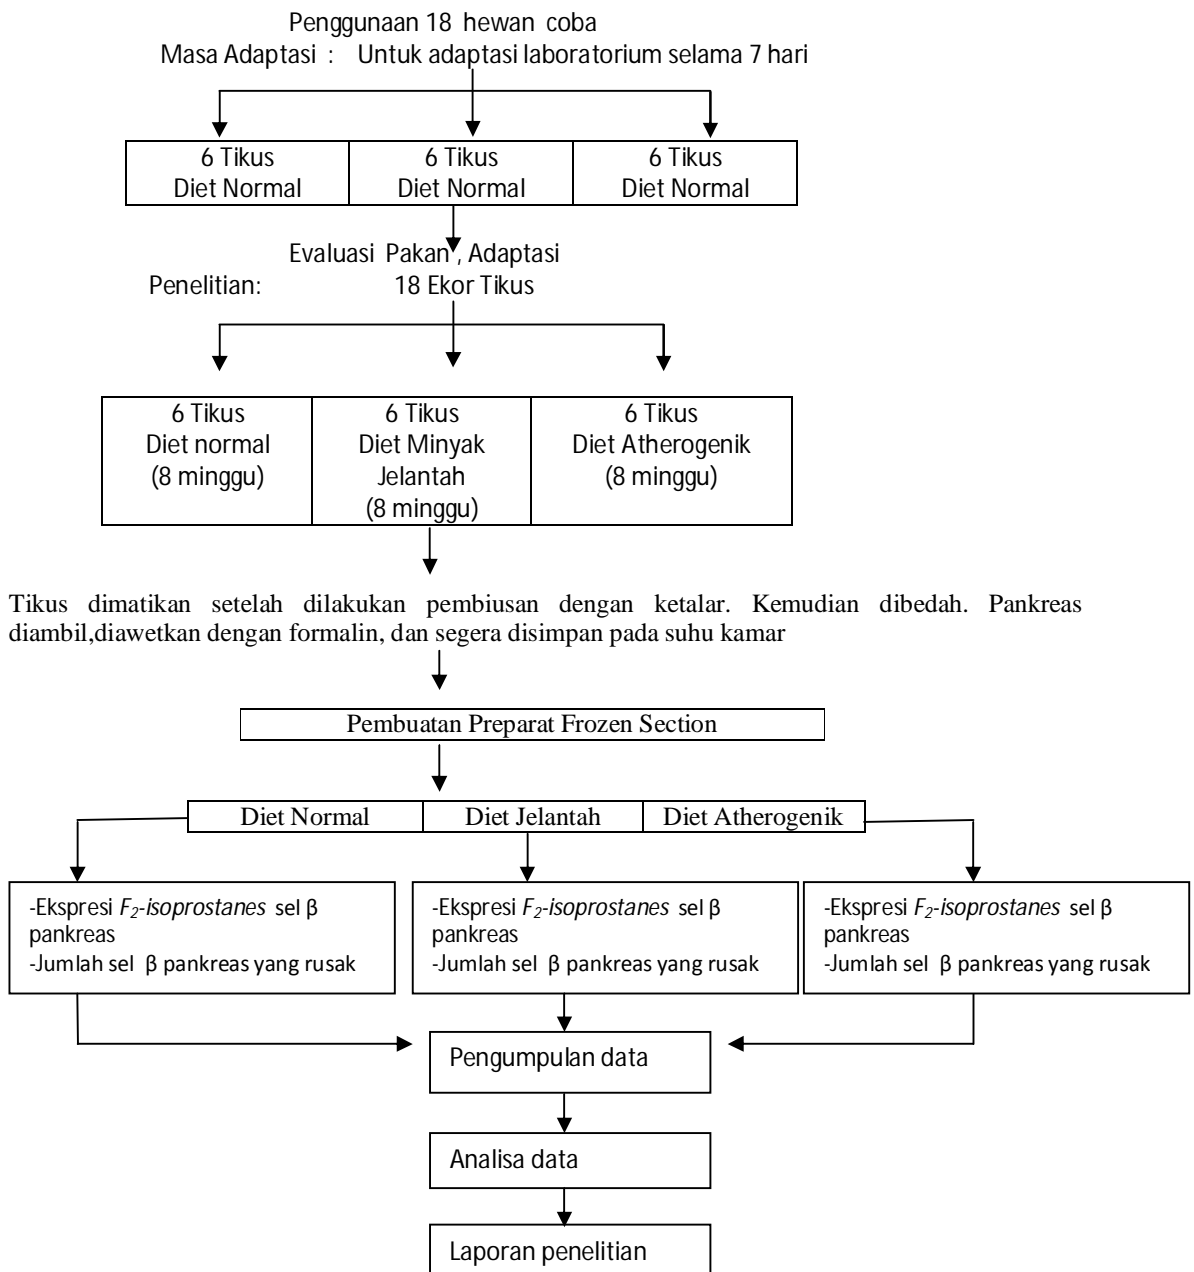 Penggunaan 18 hewan coba
Masa Adaptasi : Untuk adaptasi laboratorium selama 7 hari
6 Tikus
Diet Normal
6 Tikus
Diet Normal
6 Tikus
Diet Normal
Evaluasi Pakan , Adaptasi
Penelitian: 18 Ekor Tikus
6 Tikus
Diet normal
(8 minggu)
6 Tikus
Diet Minyak
Jelantah
(8 minggu)
6 Tikus
Diet Atherogenik
(8 minggu)
Tikus dimatikan setelah dilakukan pembiusan dengan ketalar. Kemudian dibedah. Pankreas
diambil,diawetkan dengan formalin, dan segera disimpan pada suhu kamar
Pembuatan Preparat Frozen Section
Diet Normal
Diet Jelantah
Diet Atherogenik
-Ekspresi F2-isoprostanes sel β
pankreas
-Jumlah sel β pankreas yang rusak
-Ekspresi F2-isoprostanes sel β
pankreas
-Jumlah sel β pankreas yang rusak
-Ekspresi F2-isoprostanes sel β
pankreas
-Jumlah sel β pankreas yang rusak
Pengumpulan data
Analisa data
Laporan penelitian